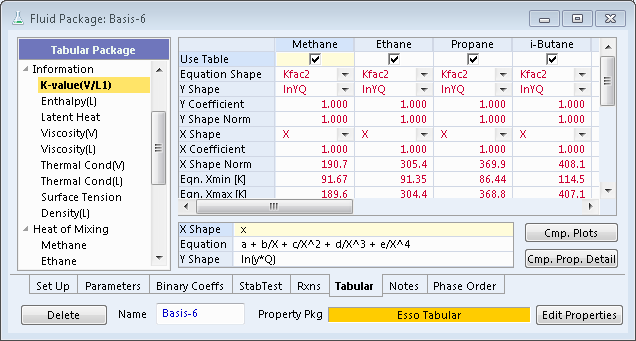 Fluid Package: Basis-6
Tabular Package
Information
K-value(V/L1)
Enthalpy(L)
Latent Heat
Viscosity(V)
Viscosity(L)
Thermal Cond(V)
Thermal Cond(L)
Surface Tension
Density(L)
Heat of Mixing
Methane
Ethane
Methane Ethane Propane i-Butane
Use Table
Equation Shape Kfac2 Kfac2 Kfac2 Kfac2
Y Shape lnYQ lnYQ lnYQ lnYQ
Y Coefficient 1.000 1.000 1.000 1.000
Y Shape Norm 1.000 1.000 1.000 1.000
X Shape X X X X
X Coefficient 1.000 1.000 1.000 1.000
X Shape Norm 190.7 305.4 369.9 408.1
Eqn. Xmin [K] 91.67 91.35 86.44 114.5
Eqn. Xmax [K] 189.6 304.4 368.8 407.1
X Shape x
Equation a + b/X + c/X^2 + d/X^3 + e/X^4
Y Shape ln(y*Q)
Cmp. Plots
Cmp. Prop. Detail
Set Up Parameters Binary Coeffs StabTest Rxns Tabular Notes Phase Order
Delete Name Basis-6 Property Pkg Esso Tabular Edit Properties